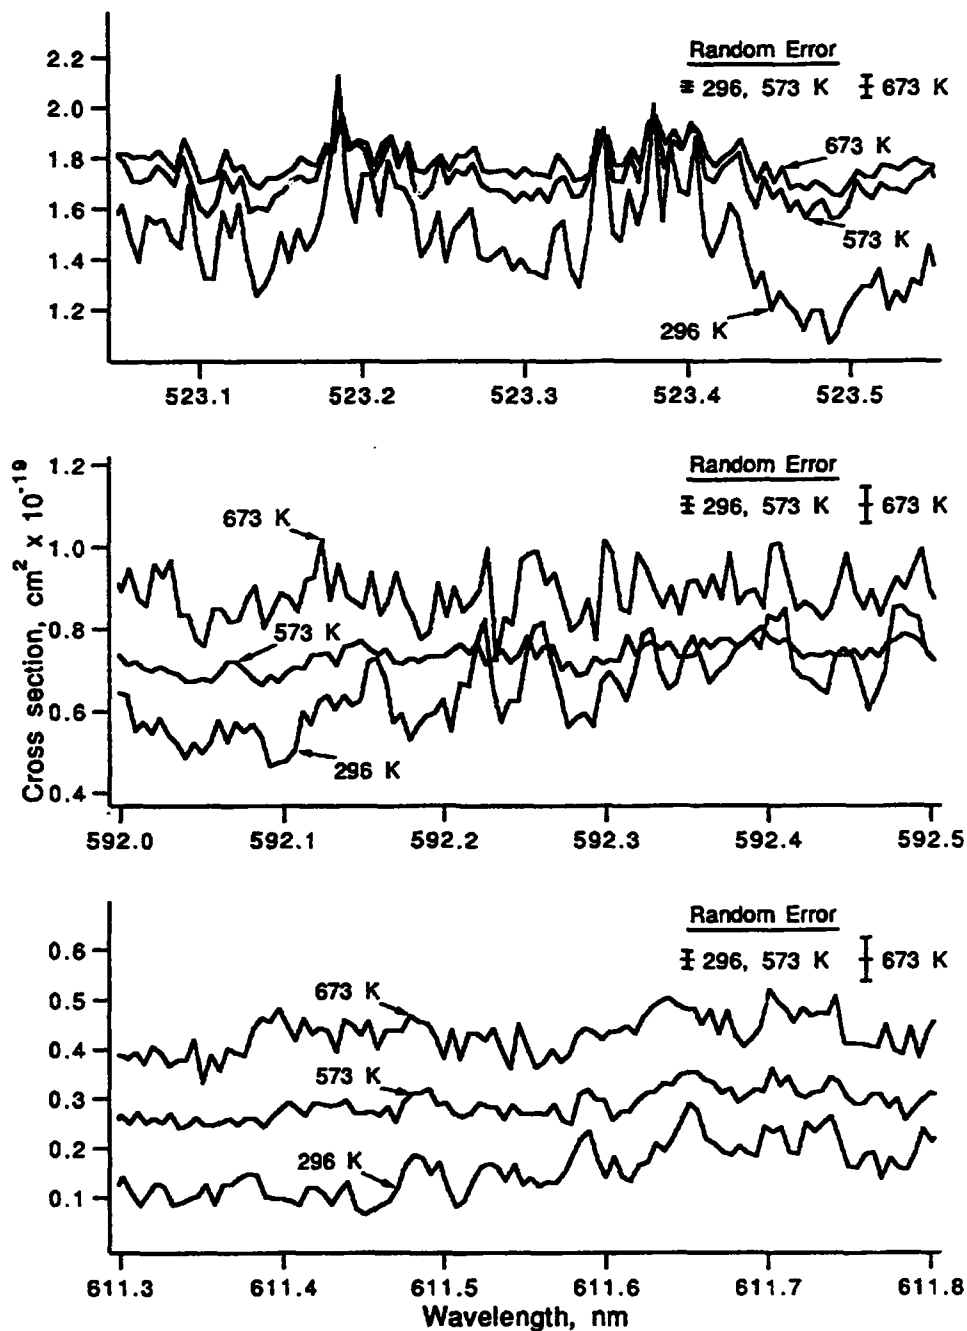 Random Error
296, 573 K 673 K
2.2
2.0
1.8
1.6
1.4
1.2
673 K
573 K
296 K
523.1 523.2 523.3 523.4 523.5
Cross section, cm² x 10⁻¹⁹
Random Error
296, 573 K 673 K
1.2
1.0
0.8
0.6
0.4
673 K
573 K
296 K
592.0 592.1 592.2 592.3 592.4 592.5
Random Error
296, 573 K 673 K
0.6
0.5
0.4
0.3
0.2
0.1
673 K
573 K
296 K
611.3 611.4 611.5 611.6 611.7 611.8
Wavelength, nm